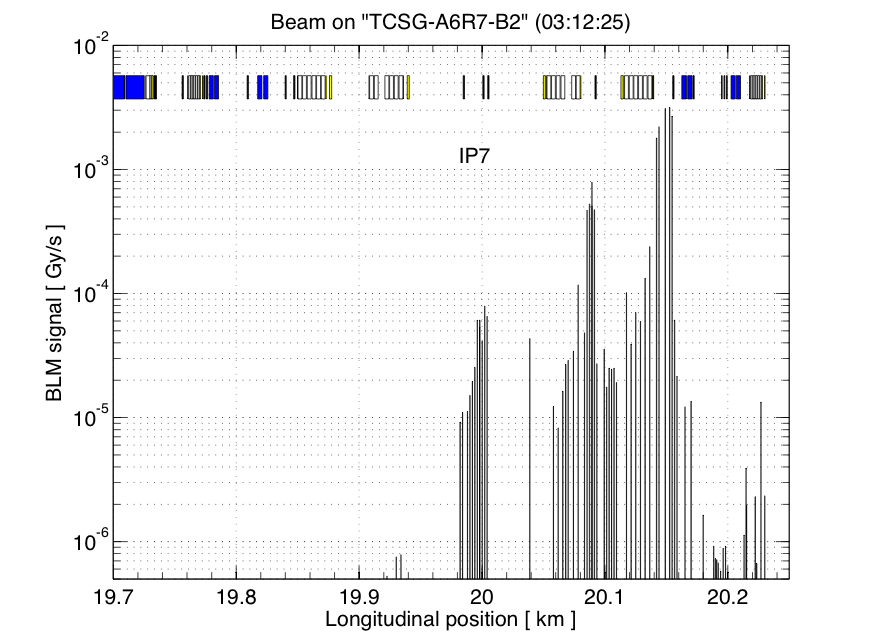 Beam on "TCSG-A6R7-B2" (03:12:25)
10^-2
IP7
10^-3
10^-4
10^-5
10^-6
BLM signal [ Gy/s ]
19.7 19.8 19.9 20 20.1 20.2
Longitudinal position [ km ]